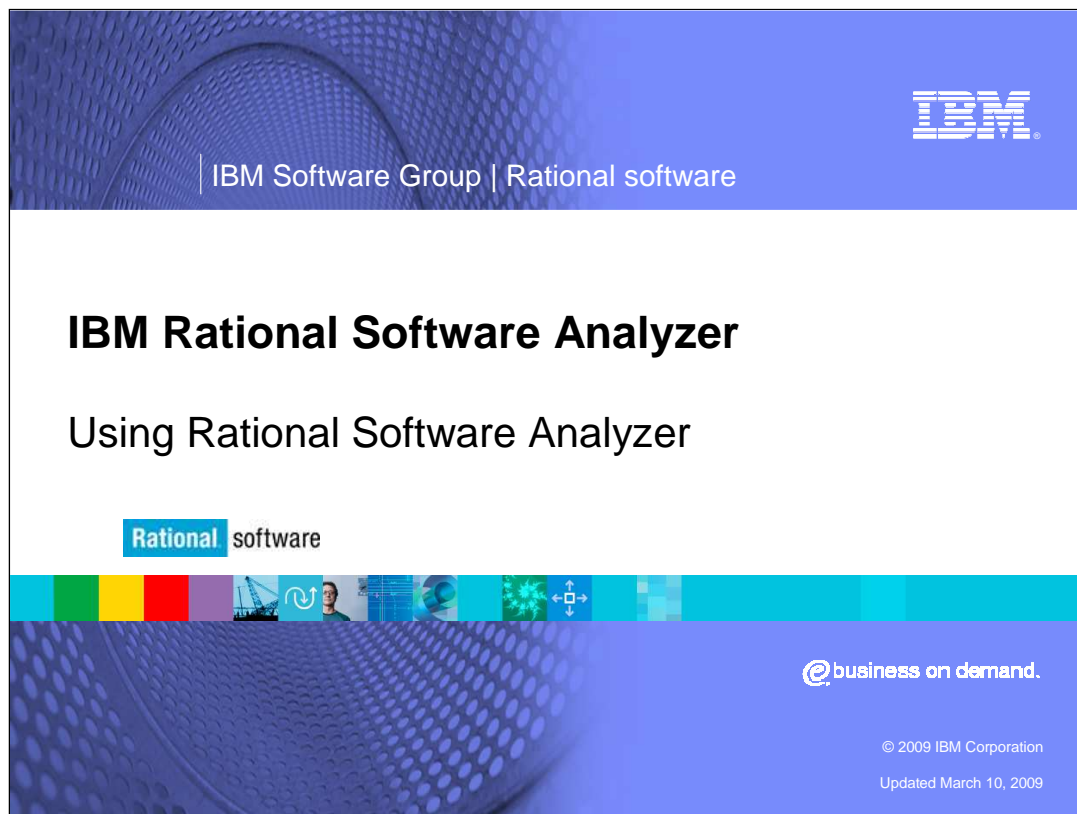 IBM®
IBM Software Group | Rational software
IBM Rational Software Analyzer
Using Rational Software Analyzer
Rational software
e business on demand.
© 2009 IBM Corporation
Updated March 10, 2009